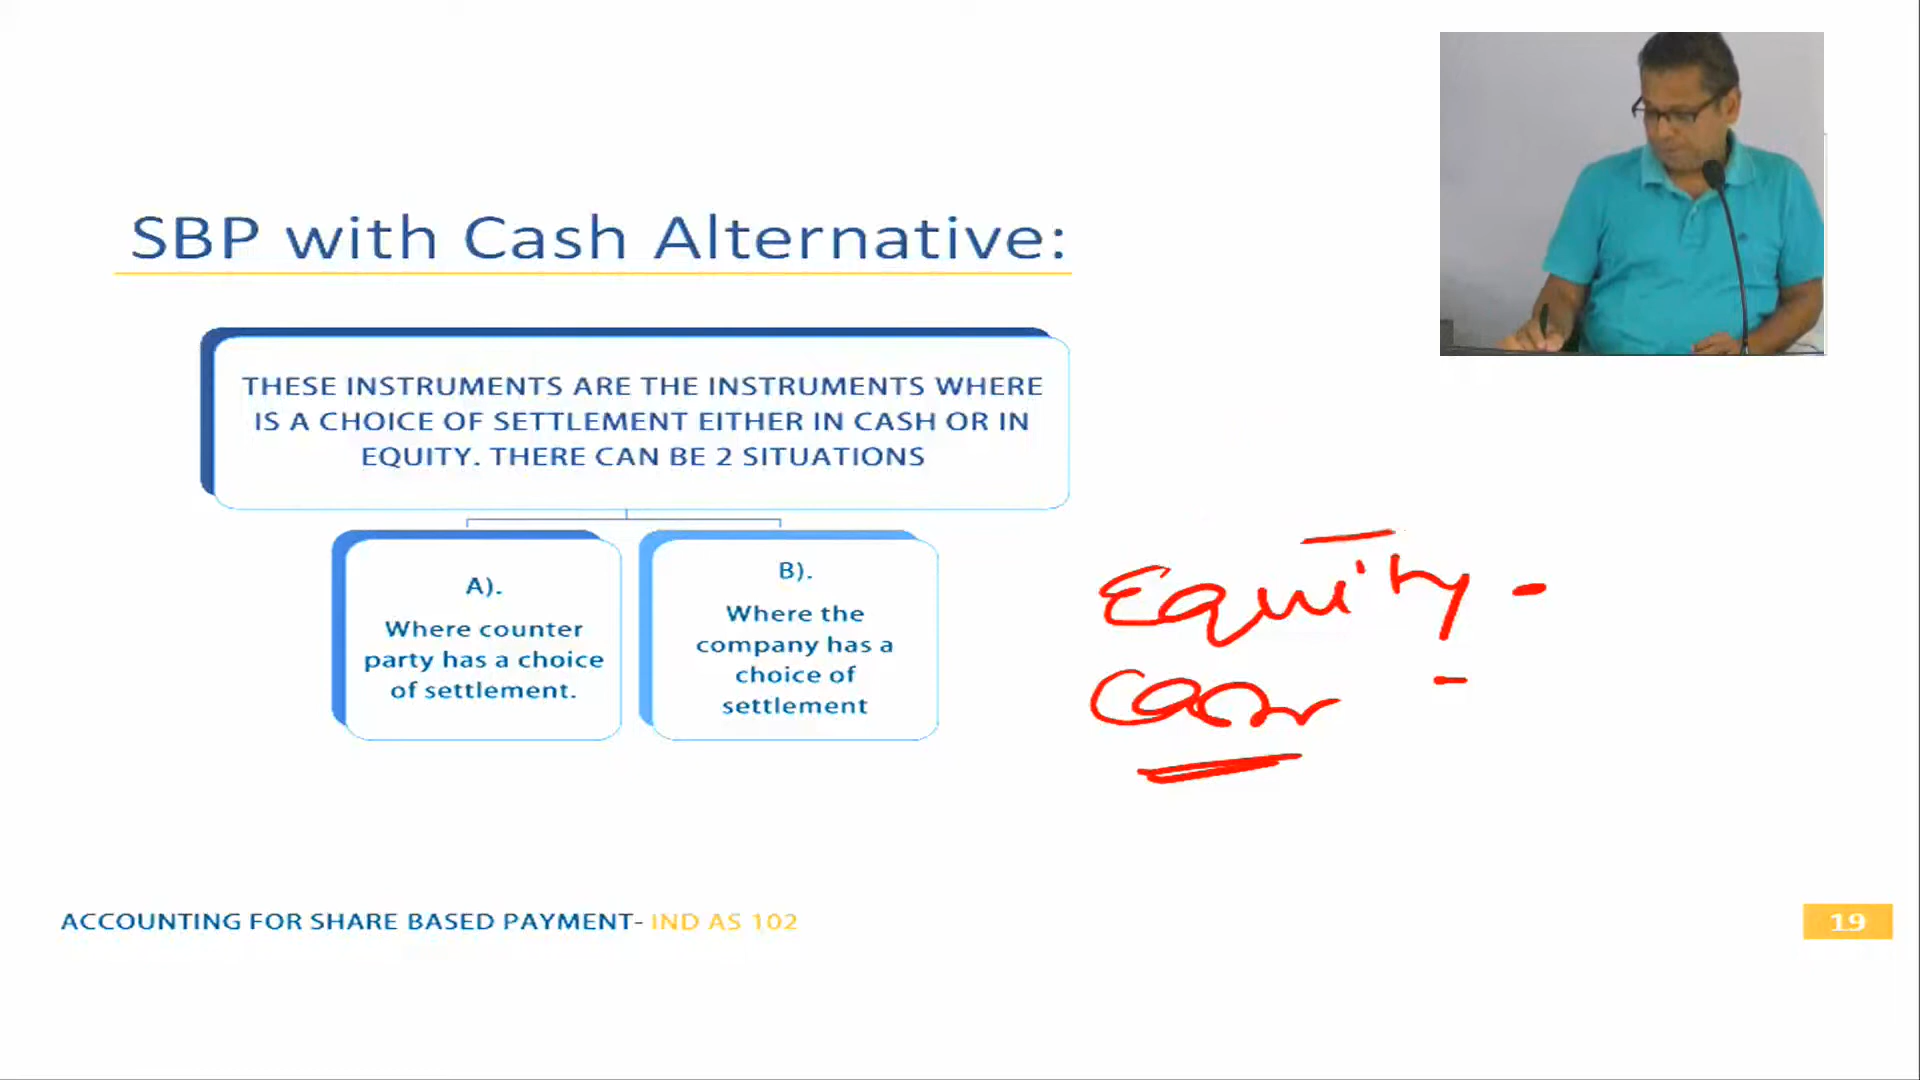 SBP with Cash Alternative:
THESE INSTRUMENTS ARE THE INSTRUMENTS WHERE
IS A CHOICE OF SETTLEMENT EITHER IN CASH OR IN
EQUITY. THERE CAN BE 2 SITUATIONS
A).
Where counter
party has a choice
of settlement.
B).
Where the
company has a
choice of
settlement
Equity -
Cash -
ACCOUNTING FOR SHARE BASED PAYMENT- IND AS 102
19